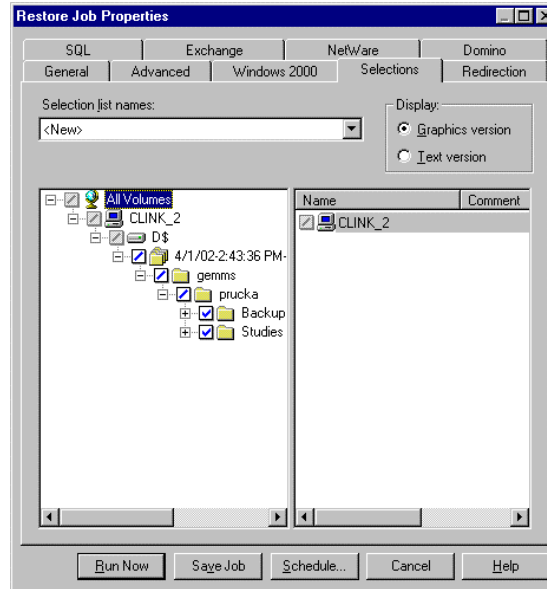 Restore Job Properties
SQL Exchange NetWare Domino
General Advanced Windows 2000 Selections Redirection
Selection list names:
<New>
Display:
Graphics version
Text version
All Volumes
CLINK_2
D$
4/1/02-2:43:36 PM-
gemms
prucka
Backup
Studies
Name Comment
CLINK_2
Run Now Save Job Schedule... Cancel Help